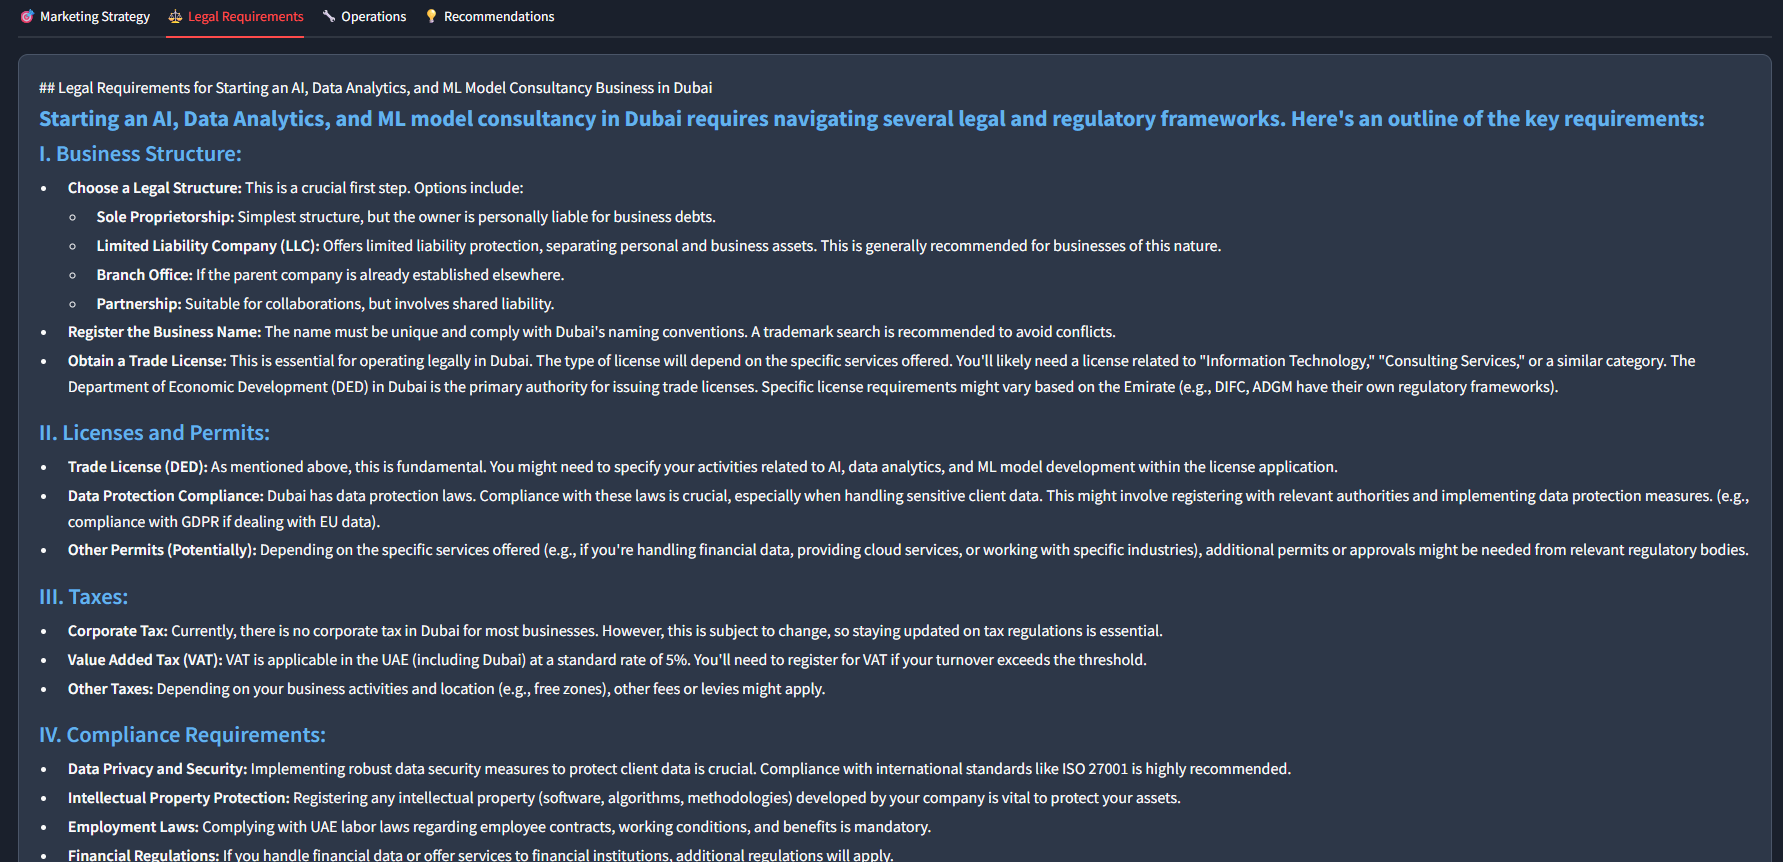 🎯 Marketing Strategy ⚖️ Legal Requirements 🔧 Operations 💡 Recommendations
## Legal Requirements for Starting an AI, Data Analytics, and ML Model Consultancy Business in Dubai
Starting an AI, Data Analytics, and ML model consultancy in Dubai requires navigating several legal and regulatory frameworks. Here's an outline of the key requirements:
I. Business Structure:
• Choose a Legal Structure: This is a crucial first step. Options include:
◦ Sole Proprietorship: Simplest structure, but the owner is personally liable for business debts.
◦ Limited Liability Company (LLC): Offers limited liability protection, separating personal and business assets. This is generally recommended for businesses of this nature.
◦ Branch Office: If the parent company is already established elsewhere.
◦ Partnership: Suitable for collaborations, but involves shared liability.
• Register the Business Name: The name must be unique and comply with Dubai's naming conventions. A trademark search is recommended to avoid conflicts.
• Obtain a Trade License: This is essential for operating legally in Dubai. The type of license will depend on the specific services offered. You'll likely need a license related to "Information Technology," "Consulting Services," or a similar category. The
Department of Economic Development (DED) in Dubai is the primary authority for issuing trade licenses. Specific license requirements might vary based on the Emirate (e.g., DIFC, ADGM have their own regulatory frameworks).
II. Licenses and Permits:
• Trade License (DED): As mentioned above, this is fundamental. You might need to specify your activities related to AI, data analytics, and ML model development within the license application.
• Data Protection Compliance: Dubai has data protection laws. Compliance with these laws is crucial, especially when handling sensitive client data. This might involve registering with relevant authorities and implementing data protection measures. (e.g.,
compliance with GDPR if dealing with EU data).
• Other Permits (Potentially): Depending on the specific services offered (e.g., if you're handling financial data, providing cloud services, or working with specific industries), additional permits or approvals might be needed from relevant regulatory bodies.
III. Taxes:
• Corporate Tax: Currently, there is no corporate tax in Dubai for most businesses. However, this is subject to change, so staying updated on tax regulations is essential.
• Value Added Tax (VAT): VAT is applicable in the UAE (including Dubai) at a standard rate of 5%. You'll need to register for VAT if your turnover exceeds the threshold.
• Other Taxes: Depending on your business activities and location (e.g., free zones), other fees or levies might apply.
IV. Compliance Requirements:
• Data Privacy and Security: Implementing robust data security measures to protect client data is crucial. Compliance with international standards like ISO 27001 is highly recommended.
• Intellectual Property Protection: Registering any intellectual property (software, algorithms, methodologies) developed by your company is vital to protect your assets.
• Employment Laws: Complying with UAE labor laws regarding employee contracts, working conditions, and benefits is mandatory.
• Financial Regulations: If you handle financial data or offer services to financial institutions, additional regulations will apply.